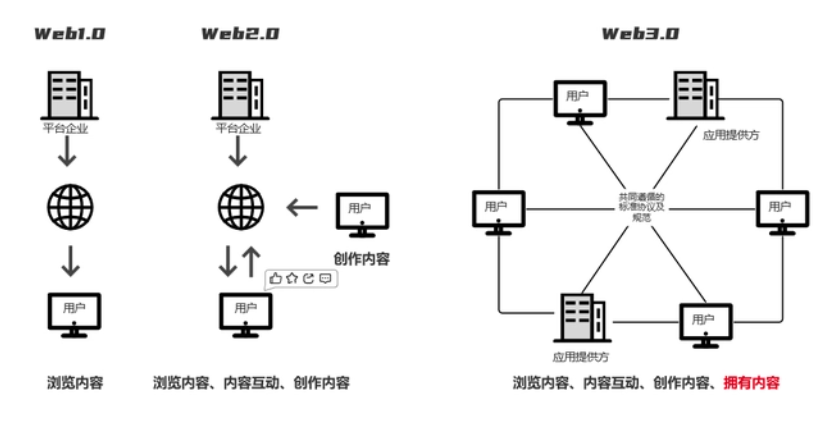 Web1.0
Web2.0
Web3.0
平台企业
平台企业
用户
应用提供方
用户
创作内容
用户
共同遵循的
标准协议及
规范
用户
用户
用户
用户
应用提供方
浏览内容
浏览内容、内容互动、创作内容
浏览内容、内容互动、创作内容、拥有内容